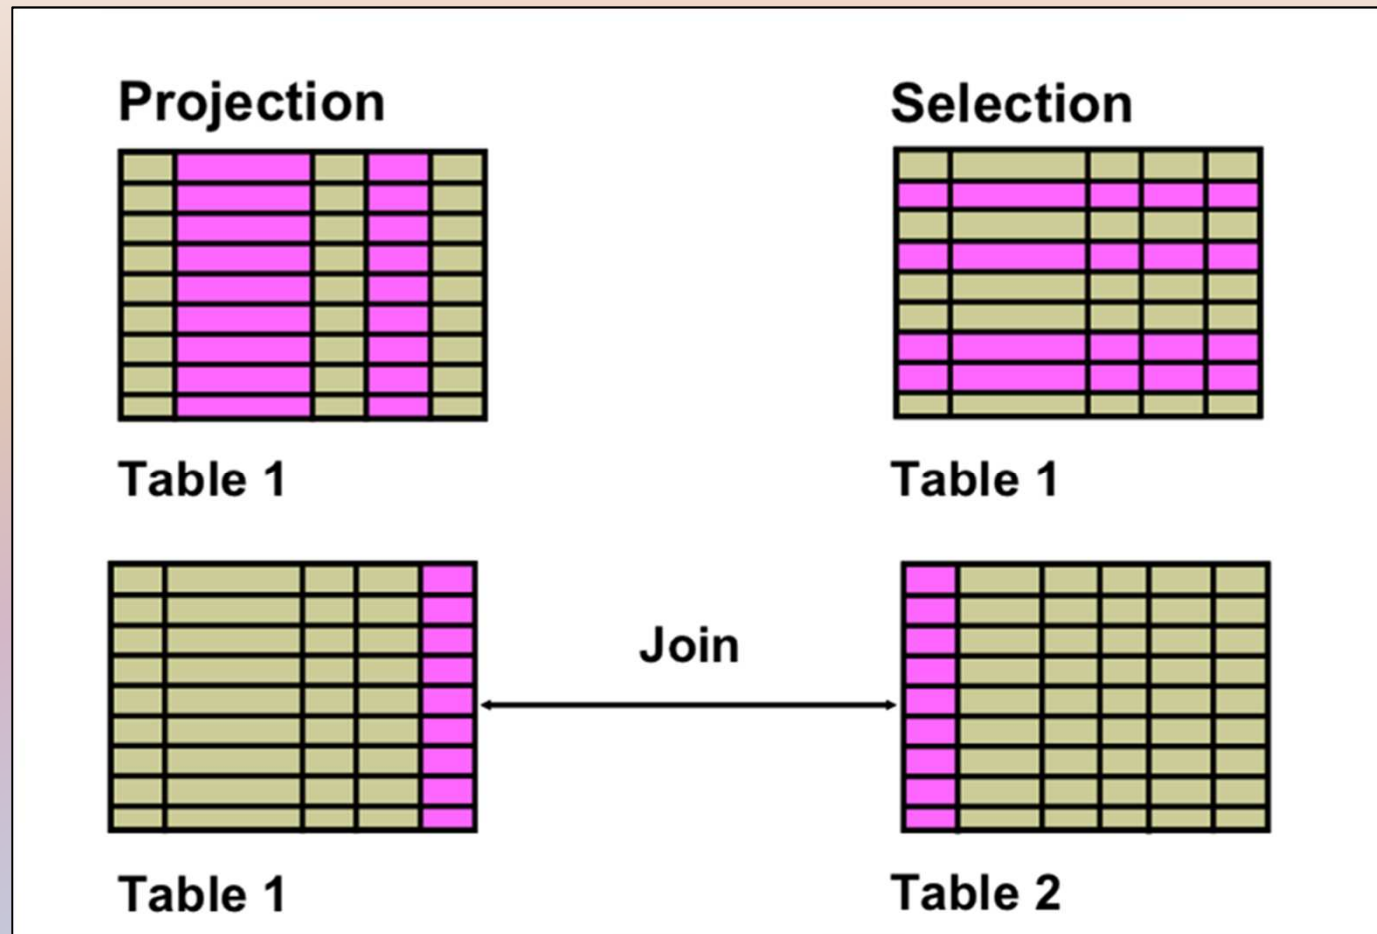 Projection
Selection
Table 1
Table 1
Join
Table 1
Table 2